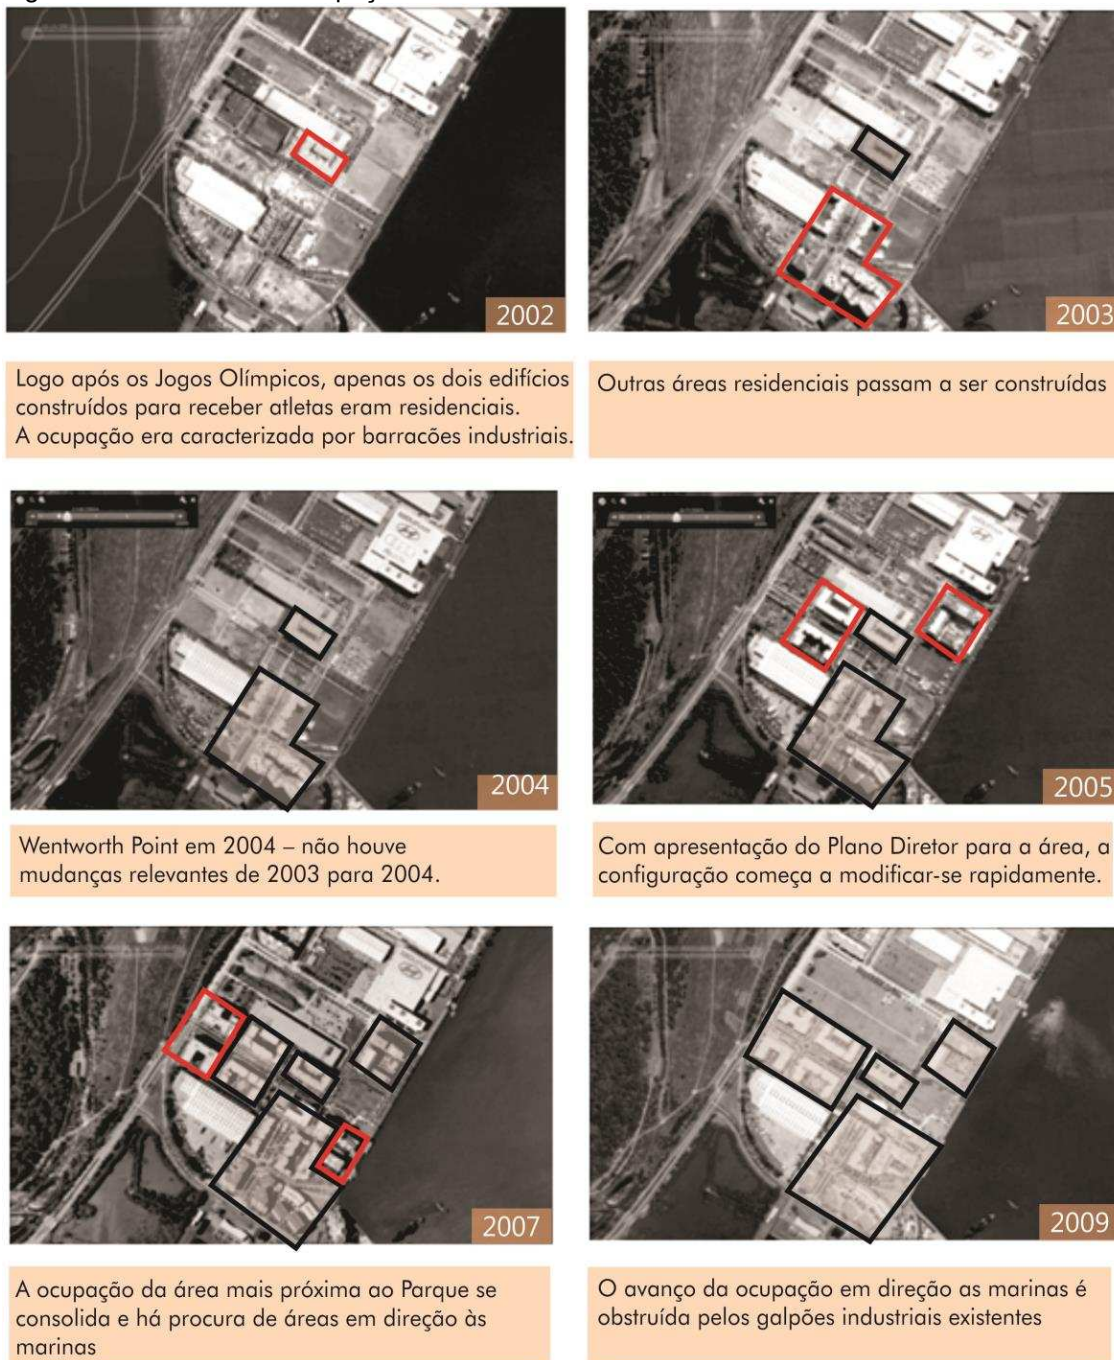 2002
2003
Logo após os Jogos Olímpicos, apenas os dois edifícios
construídos para receber atletas eram residenciais.
A ocupação era caracterizada por barracões industriais.
Outras áreas residenciais passam a ser construídas
2004
2005
Wentworth Point em 2004 – não houve
mudanças relevantes de 2003 para 2004.
Com apresentação do Plano Diretor para a área, a
configuração começa a modificar-se rapidamente.
2007
2009
A ocupação da área mais próxima ao Parque se
consolida e há procura de áreas em direção às
marinas
O avanço da ocupação em direção as marinas é
obstruída pelos galpões industriais existentes